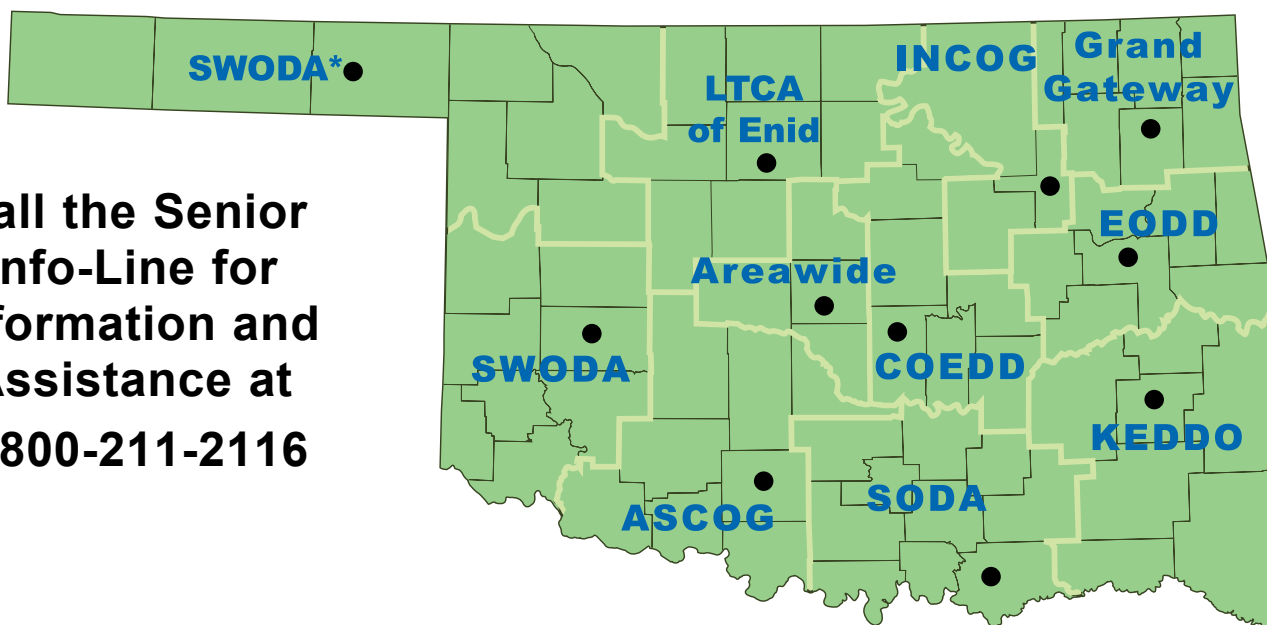 SWODA*
LTCA
of Enid
INCOG
Grand
Gateway
all the Senior
nfo-Line for
formation and
Assistance at
800-211-2116
EODD
Areawide
SWODA
COEDD
KEDDO
ASCOG
SODA